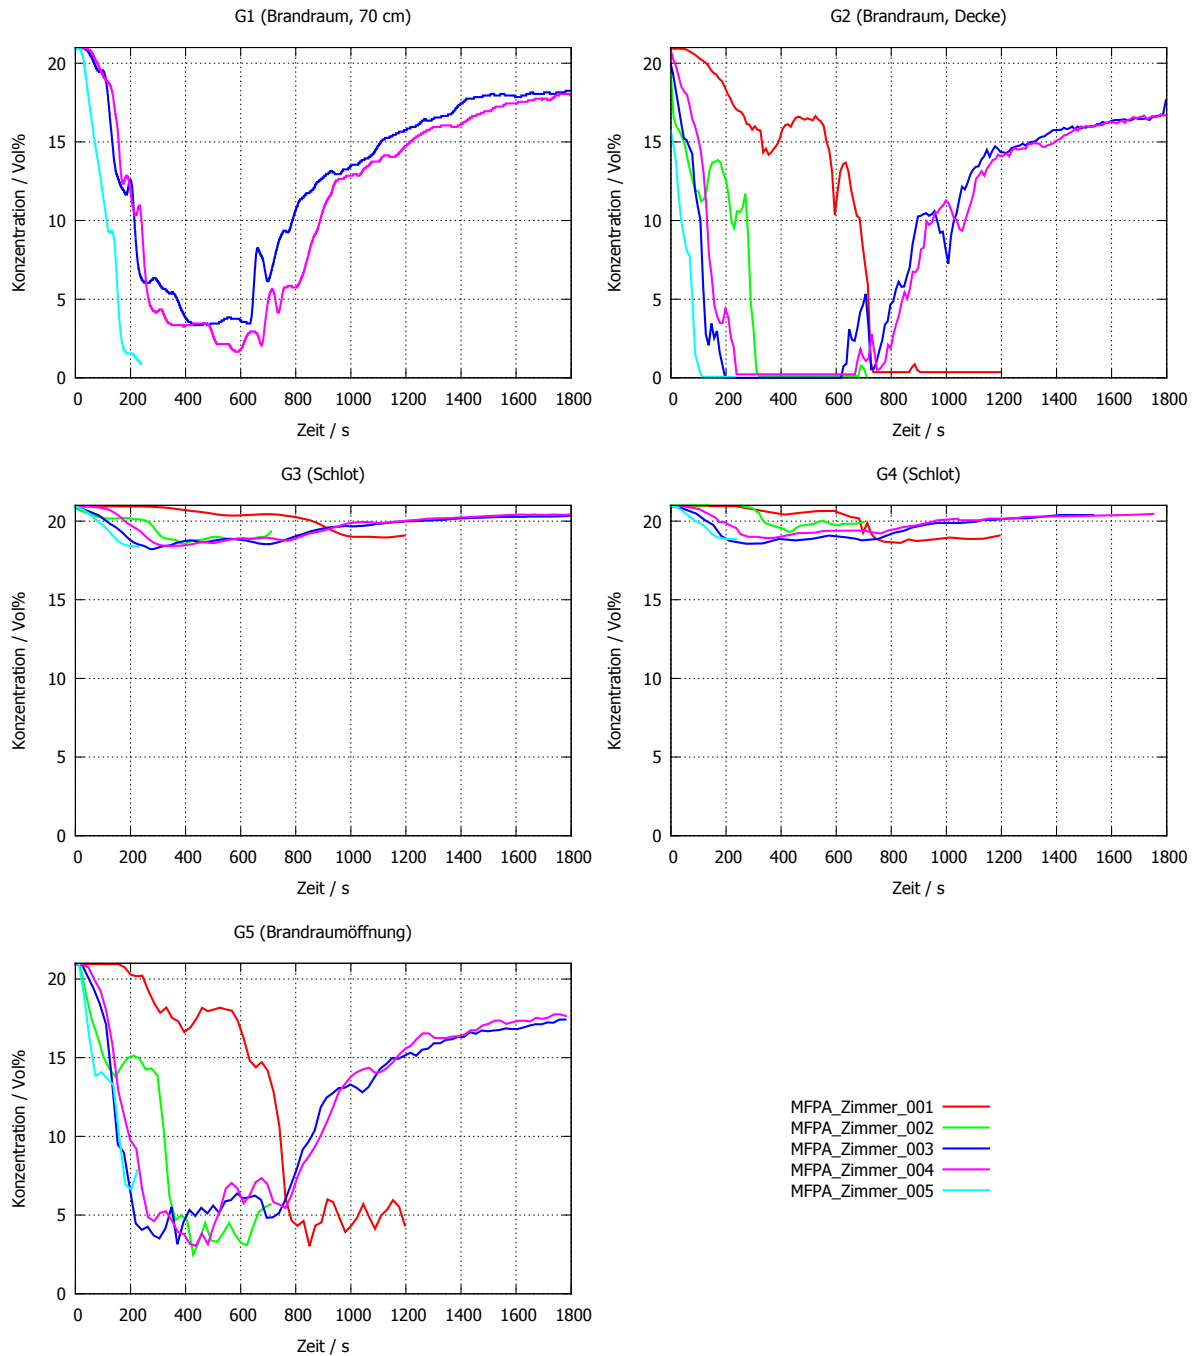 G1 (Brandraum, 70 cm)
Konzentration / Vol%
20
15
10
5
0
0 200 400 600 800 1000 1200 1400 1600 1800
Zeit / s
G2 (Brandraum, Decke)
Konzentration / Vol%
20
15
10
5
0
0 200 400 600 800 1000 1200 1400 1600 1800
Zeit / s
G3 (Schlot)
Konzentration / Vol%
20
15
10
5
0
0 200 400 600 800 1000 1200 1400 1600 1800
Zeit / s
G4 (Schlot)
Konzentration / Vol%
20
15
10
5
0
0 200 400 600 800 1000 1200 1400 1600 1800
Zeit / s
G5 (Brandraumöffnung)
Konzentration / Vol%
20
15
10
5
0
0 200 400 600 800 1000 1200 1400 1600 1800
Zeit / s
MFPA_Zimmer_001
MFPA_Zimmer_002
MFPA_Zimmer_003
MFPA_Zimmer_004
MFPA_Zimmer_005